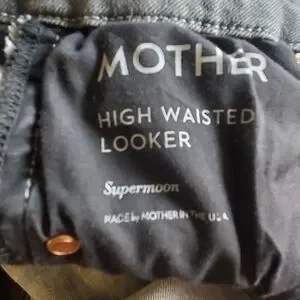 MOTHER
HIGH WAISTED
LOOKER
Supermoon
MADE by MOTHER IN THE USA